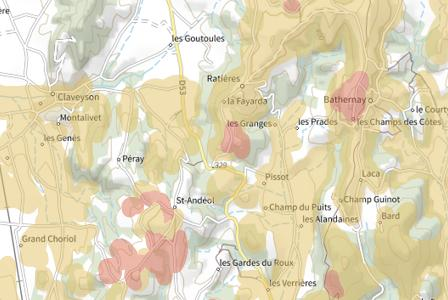 ère
les Goutoules
Ratières
D53
Claveyson
la Fayarda
Bathernay
Montalivet
les Granges
les Prades
les Champs des Côtes
le Court
les Genès
Péray
329
Pissot
Laca
St-Andéol
Champ du Puits
Champ Guinot
les Alandaines
Bard
Grand Choriol
les Gardes du Roux
les Verrières